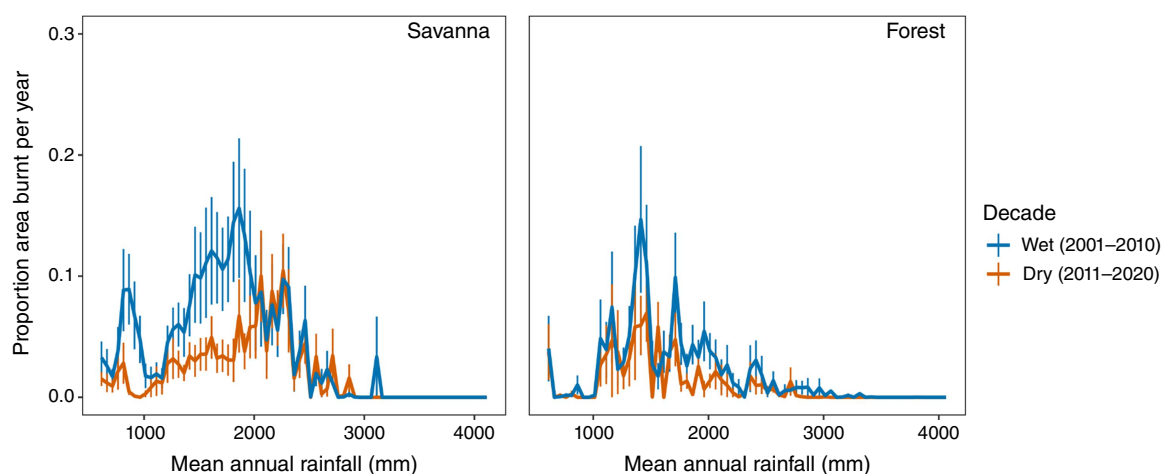 Savanna
Forest
Proportion area burnt per year
0.3
0.2
0.1
0.0
1000 2000 3000 4000
1000 2000 3000 4000
Mean annual rainfall (mm)
Mean annual rainfall (mm)
Decade
Wet (2001–2010)
Dry (2011–2020)